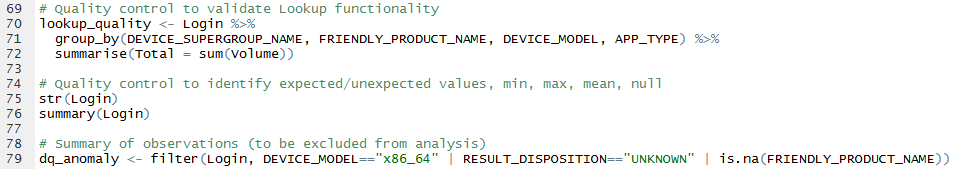 69 # Quality control to validate Lookup functionality
70 lookup_quality <- Login %>%
71   group_by(DEVICE_SUPERGROUP_NAME, FRIENDLY_PRODUCT_NAME, DEVICE_MODEL, APP_TYPE) %>%
72   summarise(Total = sum(Volume))
73
74 # Quality control to identify expected/unexpected values, min, max, mean, null
75 str(Login)
76 summary(Login)
77
78 # Summary of observations (to be excluded from analysis)
79 dq_anomaly <- filter(Login, DEVICE_MODEL=="x86_64" | RESULT_DISPOSITION=="UNKNOWN" | is.na(FRIENDLY_PRODUCT_NAME))